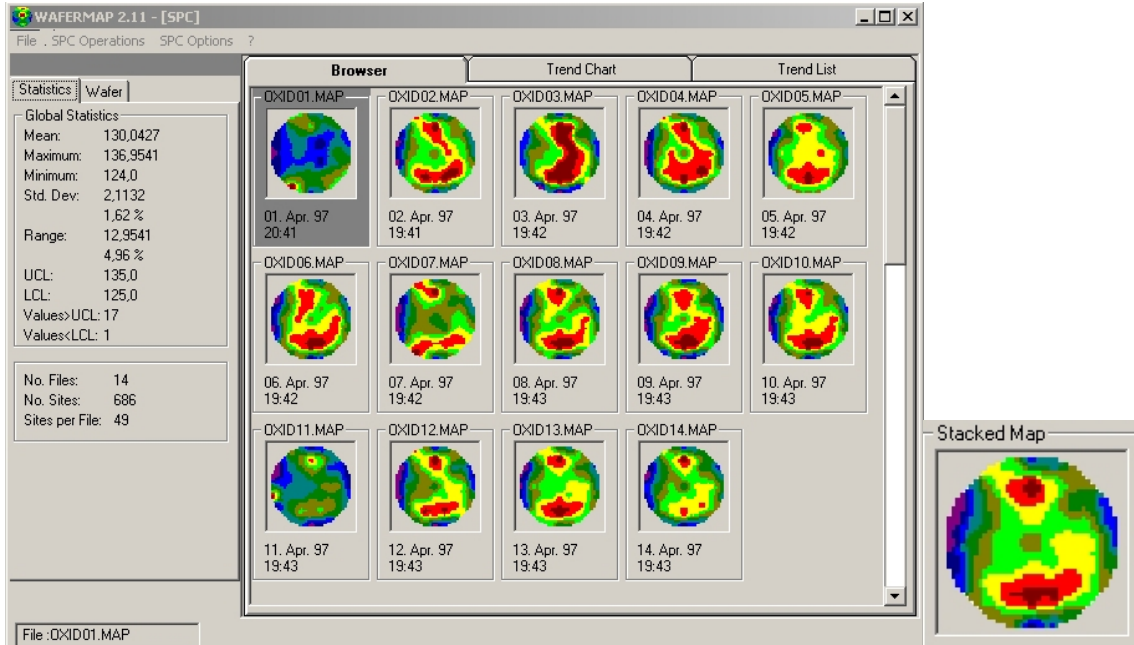 WAFERMAP 2.11 - [SPC]
File . SPC Operations SPC Options ?
Browser Trend Chart Trend List
Statistics Wafer
Global Statistics
Mean: 130,0427
Maximum: 136,9541
Minimum: 124,0
Std. Dev: 2,1132
1,62 %
Range: 12,9541
4,96 %
UCL: 135,0
LCL: 125,0
Values>UCL: 17
Values<LCL: 1
No. Files: 14
No. Sites: 686
Sites per File: 49
OXID01.MAP OXID02.MAP OXID03.MAP OXID04.MAP OXID05.MAP
01. Apr. 97 02. Apr. 97 03. Apr. 97 04. Apr. 97 05. Apr. 97
20:41 19:41 19:42 19:42 19:42
OXID06.MAP OXID07.MAP OXID08.MAP OXID09.MAP OXID10.MAP
06. Apr. 97 07. Apr. 97 08. Apr. 97 09. Apr. 97 10. Apr. 97
19:42 19:42 19:43 19:43 19:43
OXID11.MAP OXID12.MAP OXID13.MAP OXID14.MAP
11. Apr. 97 12. Apr. 97 13. Apr. 97 14. Apr. 97
19:43 19:43 19:43 19:43
Stacked Map
File :OXID01.MAP